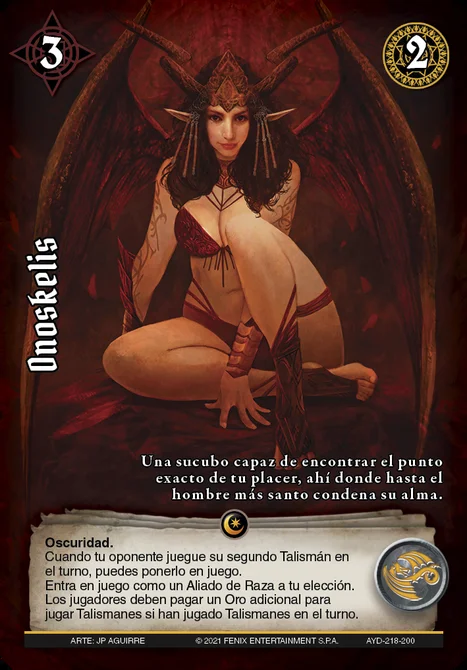 3
2
Onoskelis
Una sucubo capaz de encontrar el punto
exacto de tu placer, ahí donde hasta el
hombre más santo condena su alma.
Oscuridad.
Cuando tu oponente juegue su segundo Talismán en
el turno, puedes ponerlo en juego.
Entra en juego como un Aliado de Raza a tu elección.
Los jugadores deben pagar un Oro adicional para
jugar Talismanes si han jugado Talismanes en el turno.
ARTE: JP AGUIRRE © 2021 FENIX ENTERTAINMENT S.P.A. AYD-218-200